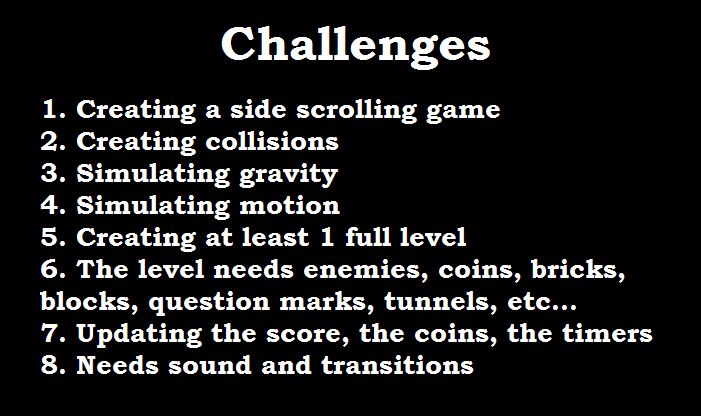 Challenges
1. Creating a side scrolling game
2. Creating collisions
3. Simulating gravity
4. Simulating motion
5. Creating at least 1 full level
6. The level needs enemies, coins, bricks,
blocks, question marks, tunnels, etc...
7. Updating the score, the coins, the timers
8. Needs sound and transitions